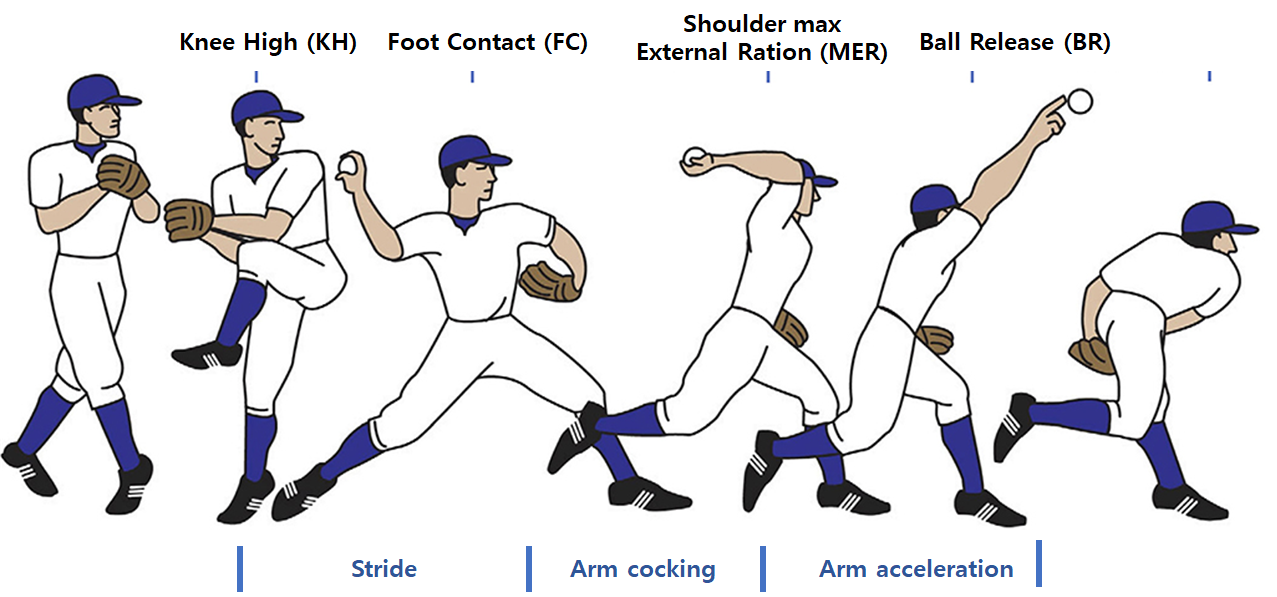 Knee High (KH)
Foot Contact (FC)
Shoulder max
External Ration (MER)
Ball Release (BR)
Stride
Arm cocking
Arm acceleration